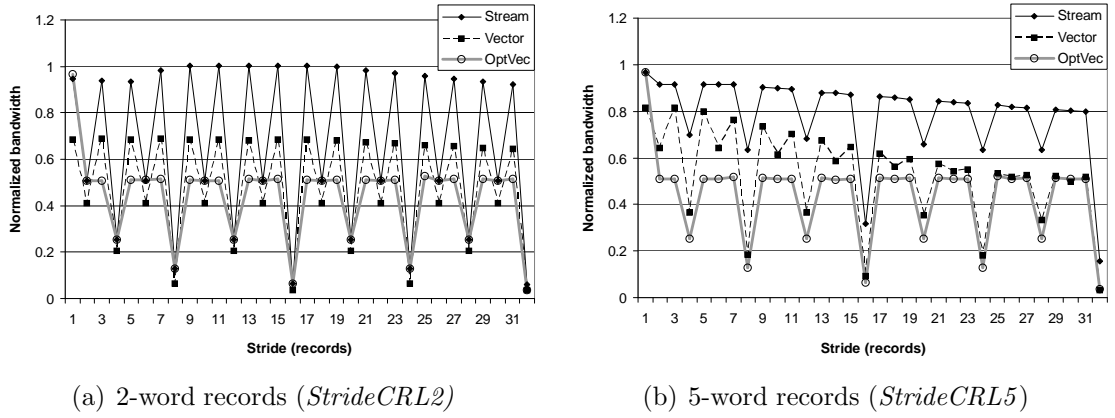 1.2
1
0.8
0.6
0.4
0.2
0
Normalized bandwidth
Stream
Vector
OptVec
1 3 5 7 9 11 13 15 17 19 21 23 25 27 29 31
Stride (records)
(a) 2-word records (StrideCRL2)
1.2
1
0.8
0.6
0.4
0.2
0
Normalized bandwidth
Stream
Vector
OptVec
1 3 5 7 9 11 13 15 17 19 21 23 25 27 29 31
Stride (records)
(b) 5-word records (StrideCRL5)